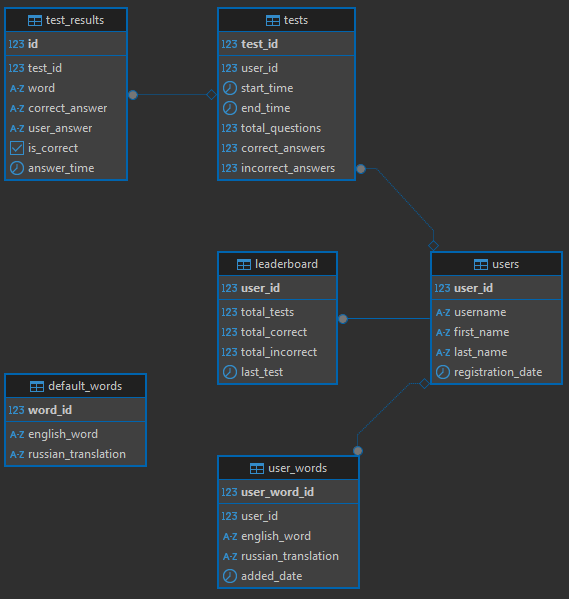 test_results
123 id
123 test_id
A-Z word
A-Z correct_answer
A-Z user_answer
is_correct
answer_time
tests
123 test_id
123 user_id
start_time
end_time
123 total_questions
123 correct_answers
123 incorrect_answers
leaderboard
123 user_id
123 total_tests
123 total_correct
123 total_incorrect
last_test
users
123 user_id
A-Z username
A-Z first_name
A-Z last_name
registration_date
default_words
123 word_id
A-Z english_word
A-Z russian_translation
user_words
123 user_word_id
123 user_id
A-Z english_word
A-Z russian_translation
added_date